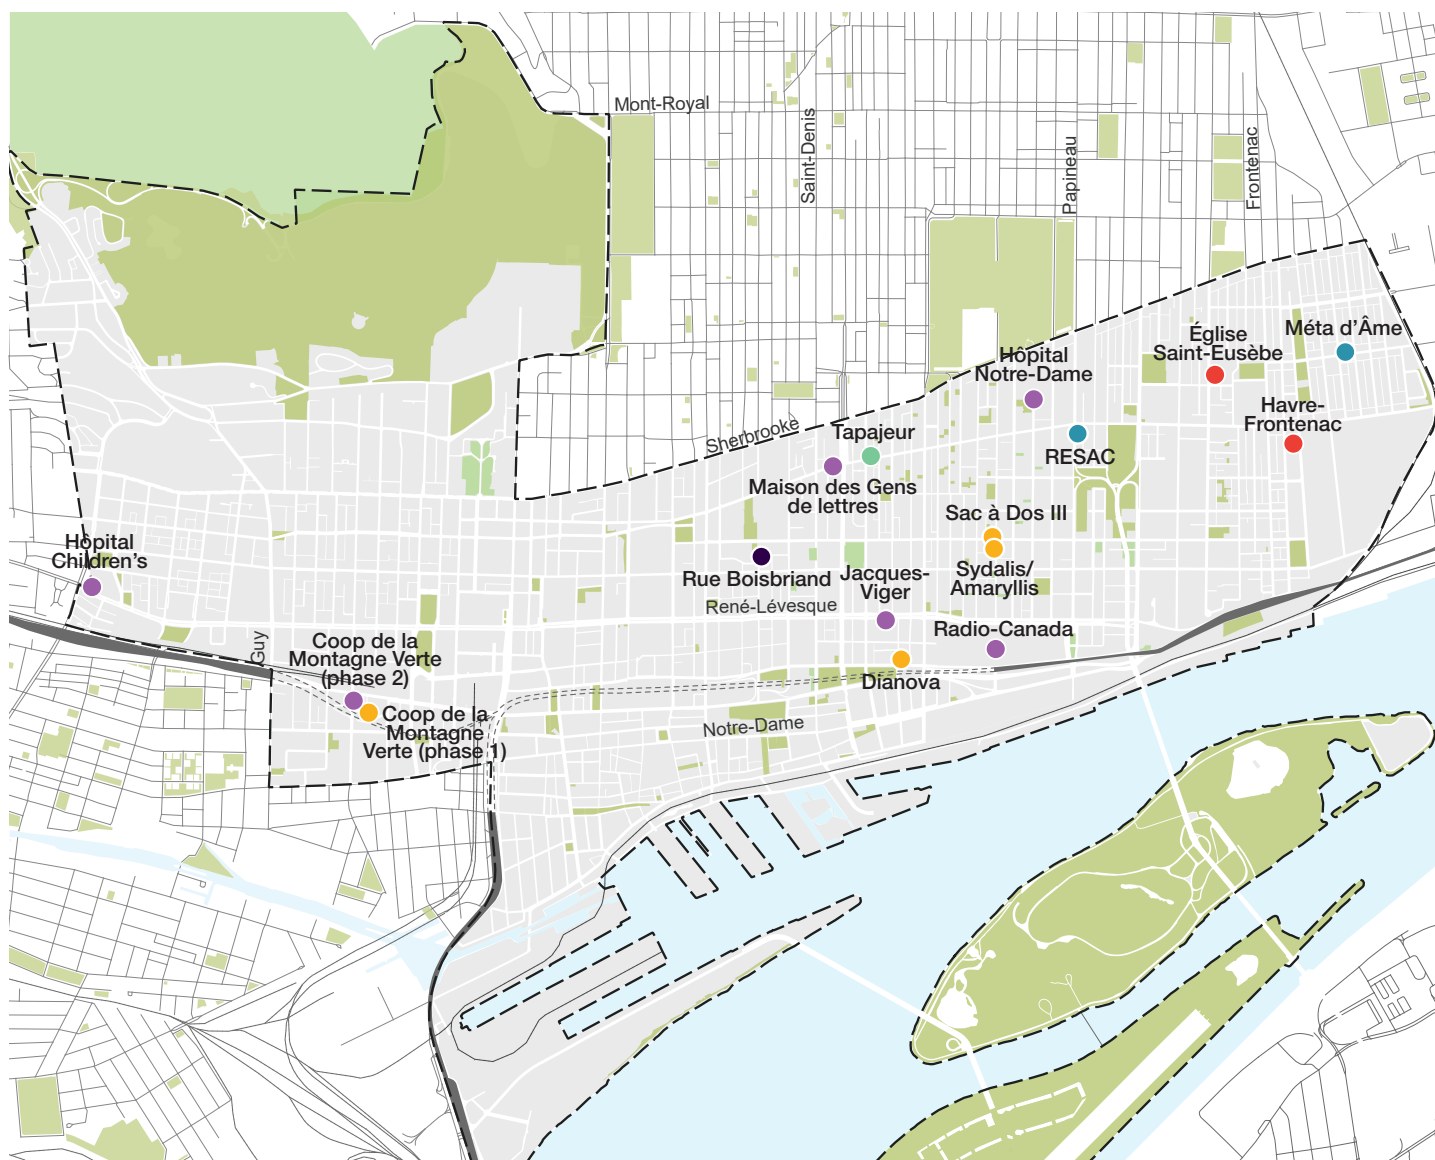 Mont-Royal
Saint-Denis
Papineau
Frontenac
Méta d'Âme
Église
Saint-Eusèbe
Hôpital
Notre-Dame
Havre-
Frontenac
Sherbrooke
Tapajeur
RESAC
Maison des Gens
de lettres
Sac à Dos III
Hôpital
Children's
Rue Boisbriand
Jacques-
Viger
Sydalis/
Amaryllis
René-Lévesque
Radio-Canada
Guy
Coop de la
Montagne Verte
(phase 2)
Dianova
Coop de la
Montagne
Verte (phase 1)
Notre-Dame